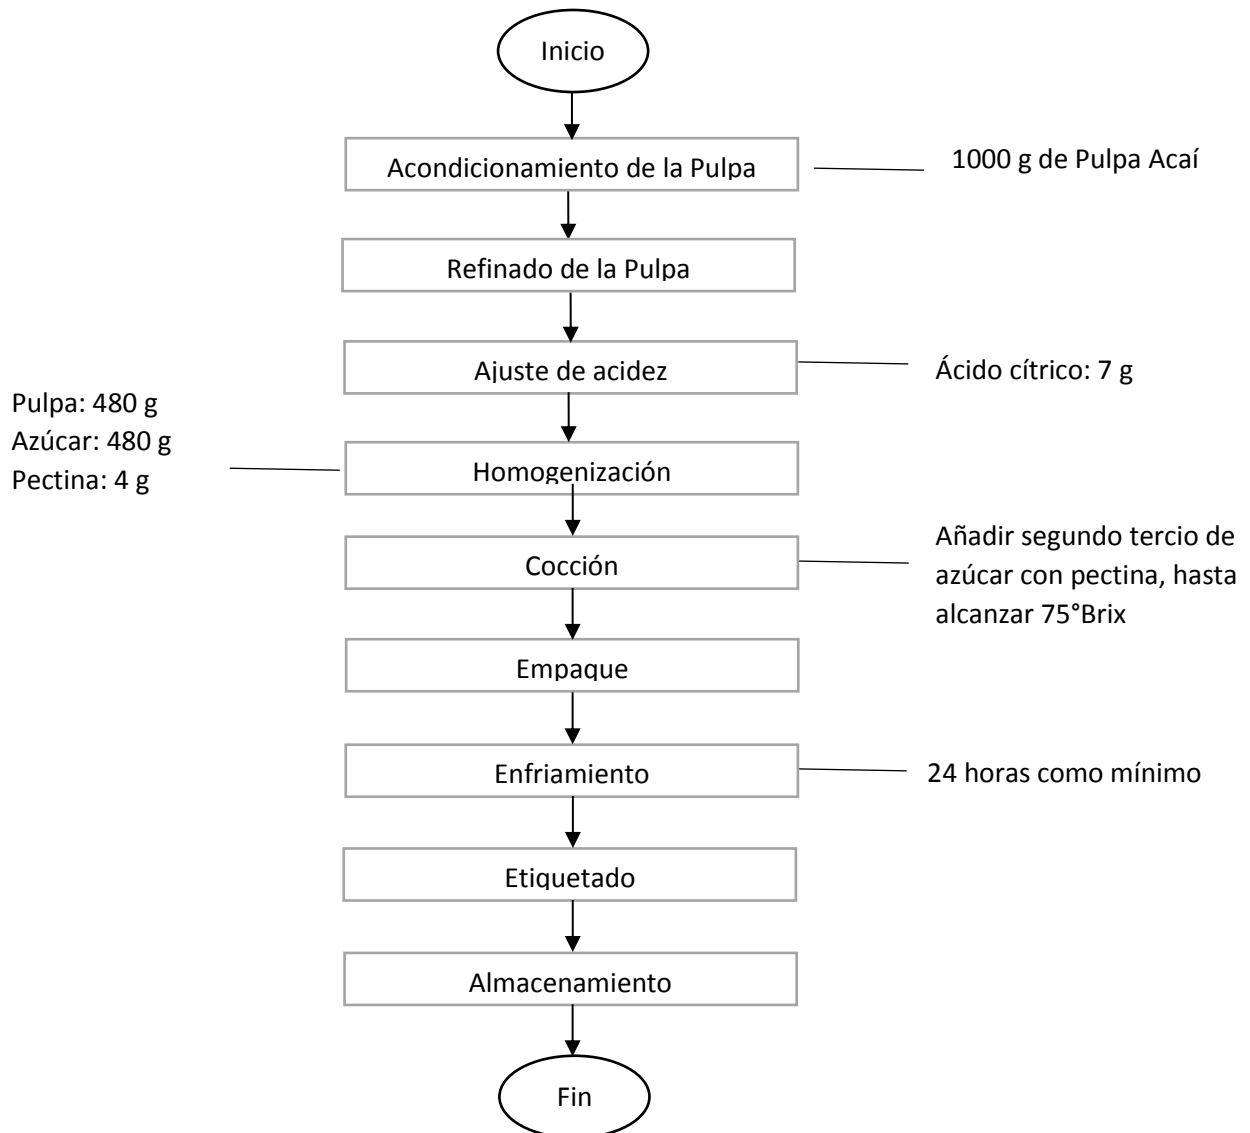 Inicio
Acondicionamiento de la Pulpa
1000 g de Pulpa Acaí
Refinado de la Pulpa
Ajuste de acidez
Ácido cítrico: 7 g
Pulpa: 480 g
Azúcar: 480 g
Pectina: 4 g
Homogenización
Cocción
Añadir segundo tercio de
azúcar con pectina, hasta
alcanzar 75°Brix
Empaque
Enfriamiento
24 horas como mínimo
Etiquetado
Almacenamiento
Fin